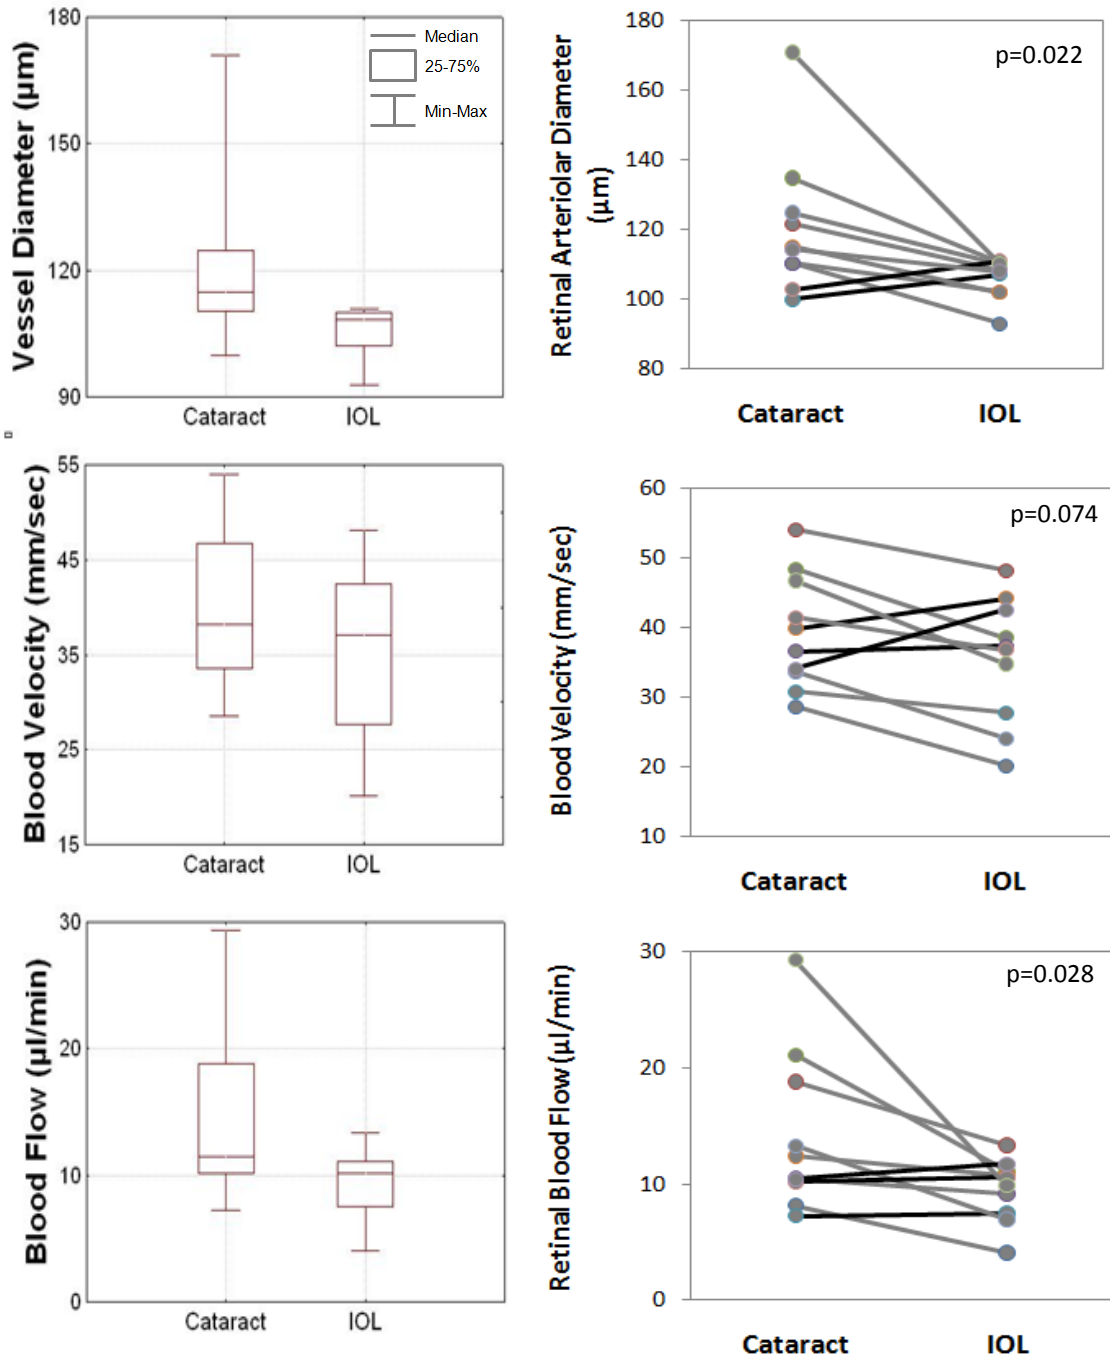 Vessel Diameter (µm)
180
150
120
90
Median
25-75%
Min-Max
Cataract
IOL
Retinal Arteriolar Diameter
(µm)
180
160
140
120
100
80
p=0.022
Cataract
IOL
Blood Velocity (mm/sec)
55
45
35
25
15
Cataract
IOL
Blood Velocity (mm/sec)
60
50
40
30
20
10
p=0.074
Cataract
IOL
Blood Flow (µl/min)
30
20
10
0
Cataract
IOL
Retinal Blood Flow (µl/min)
30
20
10
0
p=0.028
Cataract
IOL